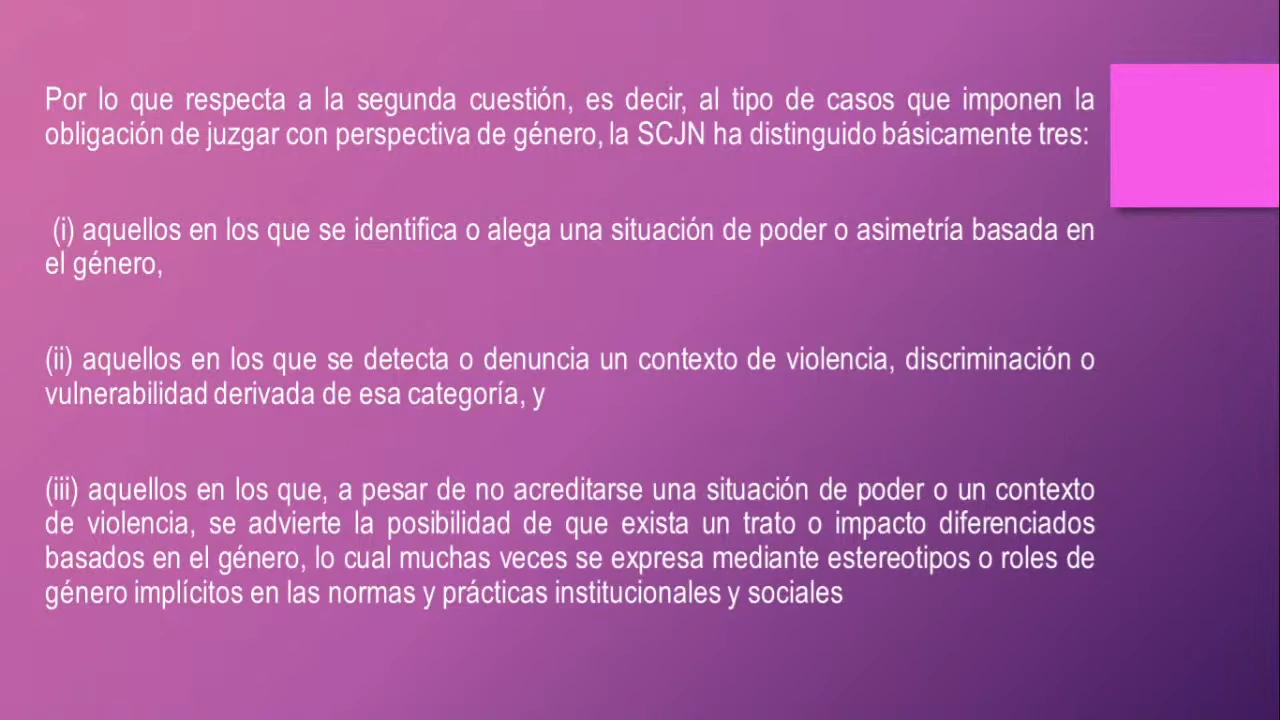 Por lo que respecta a la segunda cuestión, es decir, al tipo de casos que imponen la
obligación de juzgar con perspectiva de género, la SCJN ha distinguido básicamente tres:
(i) aquellos en los que se identifica o alega una situación de poder o asimetría basada en
el género,
(ii) aquellos en los que se detecta o denuncia un contexto de violencia, discriminación o
vulnerabilidad derivada de esa categoría, y
(iii) aquellos en los que, a pesar de no acreditarse una situación de poder o un contexto
de violencia, se advierte la posibilidad de que exista un trato o impacto diferenciados
basados en el género, lo cual muchas veces se expresa mediante estereotipos o roles de
género implícitos en las normas y prácticas institucionales y sociales